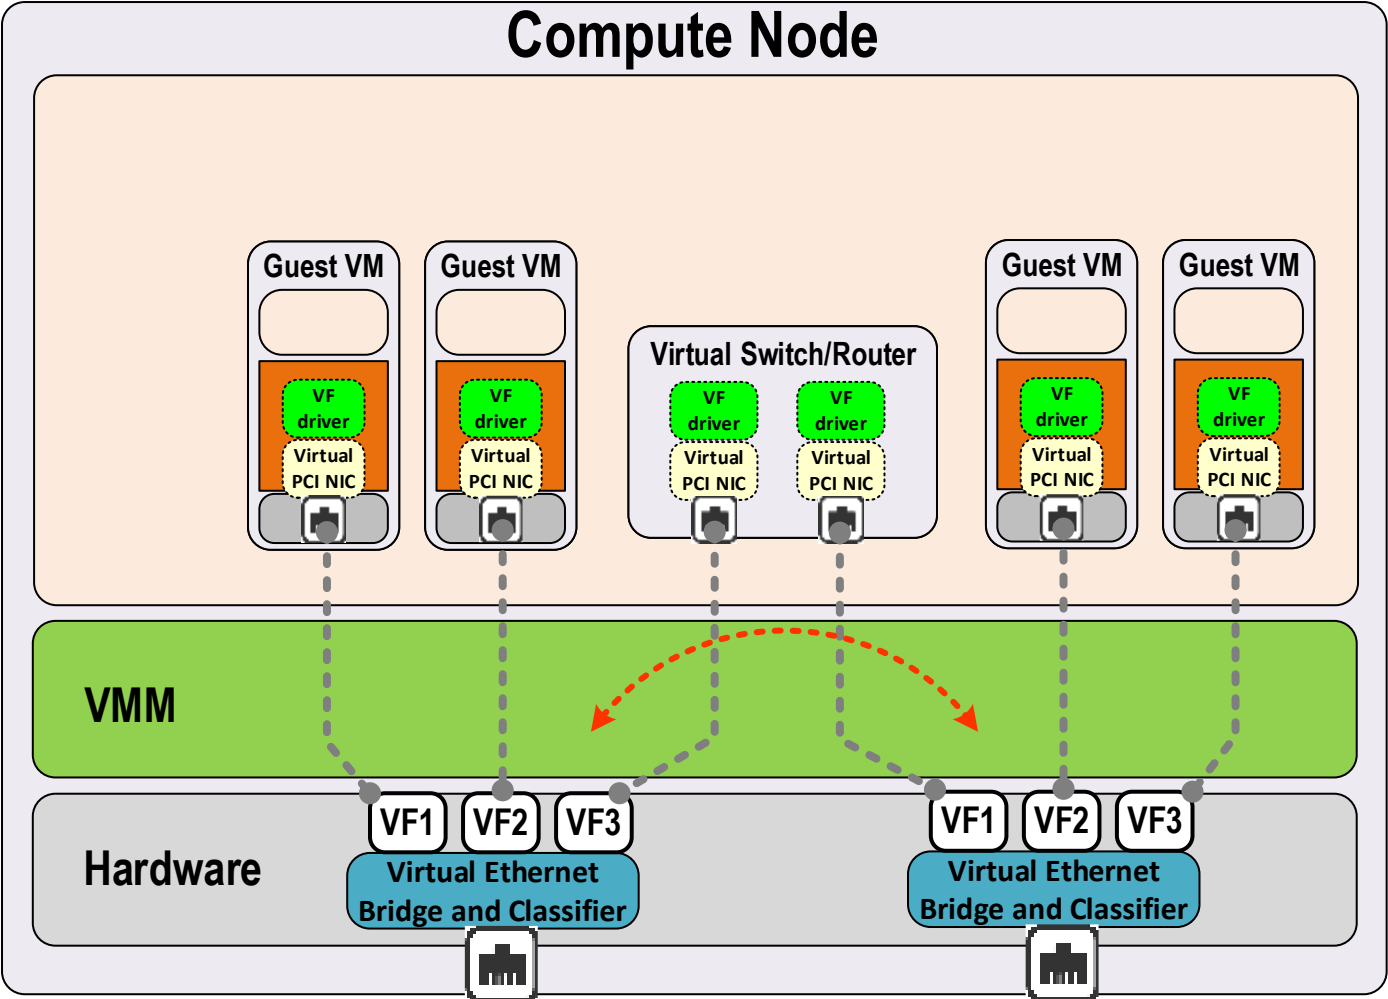 Compute Node
Guest VM
VF
driver
Virtual
PCI NIC
Guest VM
VF
driver
Virtual
PCI NIC
Virtual Switch/Router
VF
driver
Virtual
PCI NIC
VF
driver
Virtual
PCI NIC
Guest VM
VF
driver
Virtual
PCI NIC
Guest VM
VF
driver
Virtual
PCI NIC
VMM
Hardware
VF1
VF2
VF3
Virtual Ethernet
Bridge and Classifier
VF1
VF2
VF3
Virtual Ethernet
Bridge and Classifier